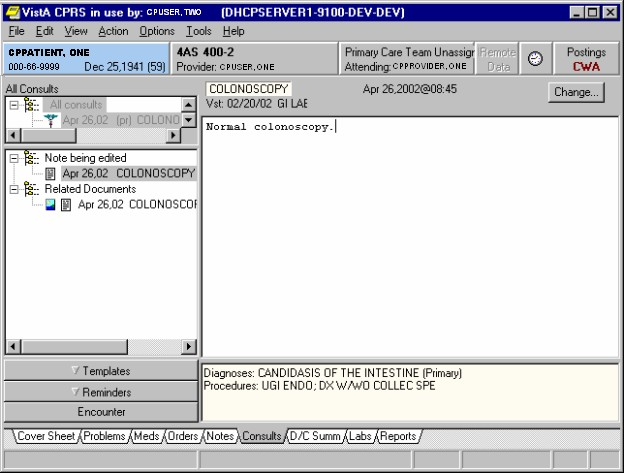 VistA CPRS in use by: CPUSER, TWO (DHCPSERVER1-9100-DEV-DEV)
File Edit View Action Options Tools Help
CPPATIENT, ONE 4AS 400-2 Primary Care Team Unassigr Remote Postings
000-66-9999 Dec 25,1941 (59) Provider: CPUSER, ONE Attending: CPPROVIDER, ONE Data CWA
All Consults COLONOSCOPY Apr 26,2002@08:45 Change...
Vst: 02/20/02 GI LAE
All consults
Apr 26,02 (pr) COLONO
Normal colonoscopy.
Note being edited
Apr 26,02 COLONOSCOPY
Related Documents
Apr 26,02 COLONOSCOF
Templates
Reminders
Encounter
Diagnoses: CANDIDASIS OF THE INTESTINE (Primary)
Procedures: UGI ENDO; DX W/WO COLLEC SPE
Cover Sheet Problems Meds Orders Notes Consults D/C Summ Labs Reports